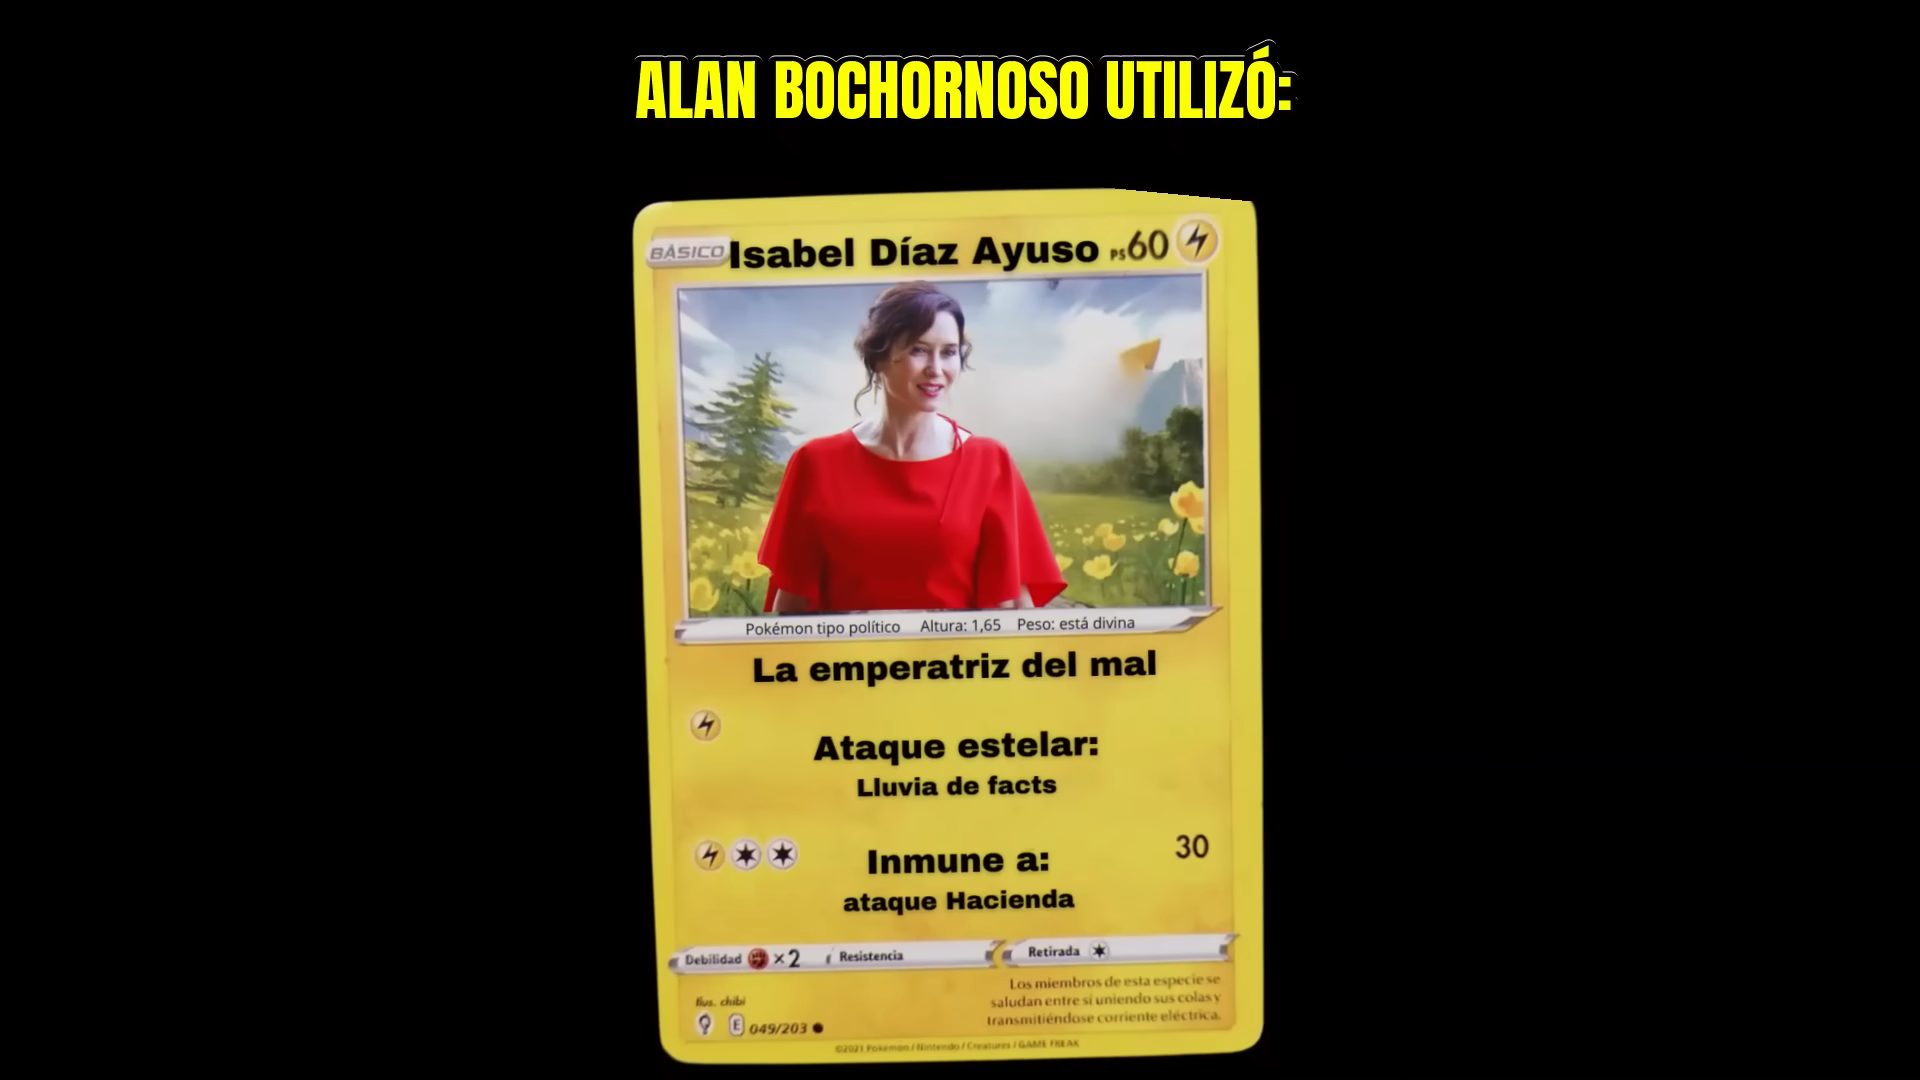 ALAN BOCHORNOSO UTILIZÓ:
BÁSICO Isabel Díaz Ayuso PS 60
Pokémon tipo político Altura: 1,65 Peso: está divina
La emperatriz del mal
Ataque estelar:
Lluvia de facts
Inmune a: 30
ataque Hacienda
Debilidad ×2 Resistencia Retirada
Los miembros de esta especie se
saludan entre sí uniendo sus colas y
transmitiéndose corriente eléctrica.
Ilus. chibi
E 049/203
©2021 Pokémon / Nintendo / Creatures / GAME FREAK